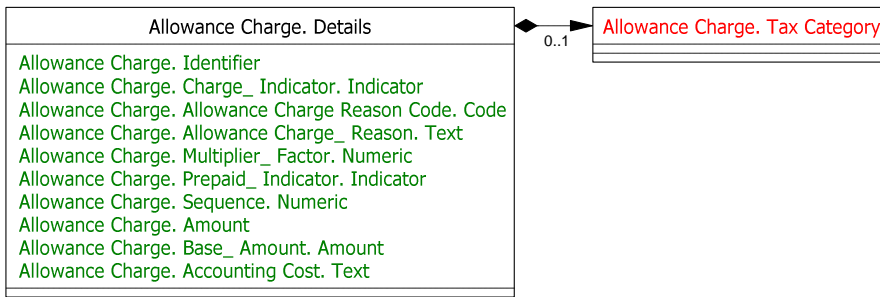 Allowance Charge. Details
Allowance Charge. Identifier
Allowance Charge. Charge_ Indicator. Indicator
Allowance Charge. Allowance Charge Reason Code. Code
Allowance Charge. Allowance Charge_ Reason. Text
Allowance Charge. Multiplier_ Factor. Numeric
Allowance Charge. Prepaid_ Indicator. Indicator
Allowance Charge. Sequence. Numeric
Allowance Charge. Amount
Allowance Charge. Base_ Amount. Amount
Allowance Charge. Accounting Cost. Text
0..1
Allowance Charge. Tax Category